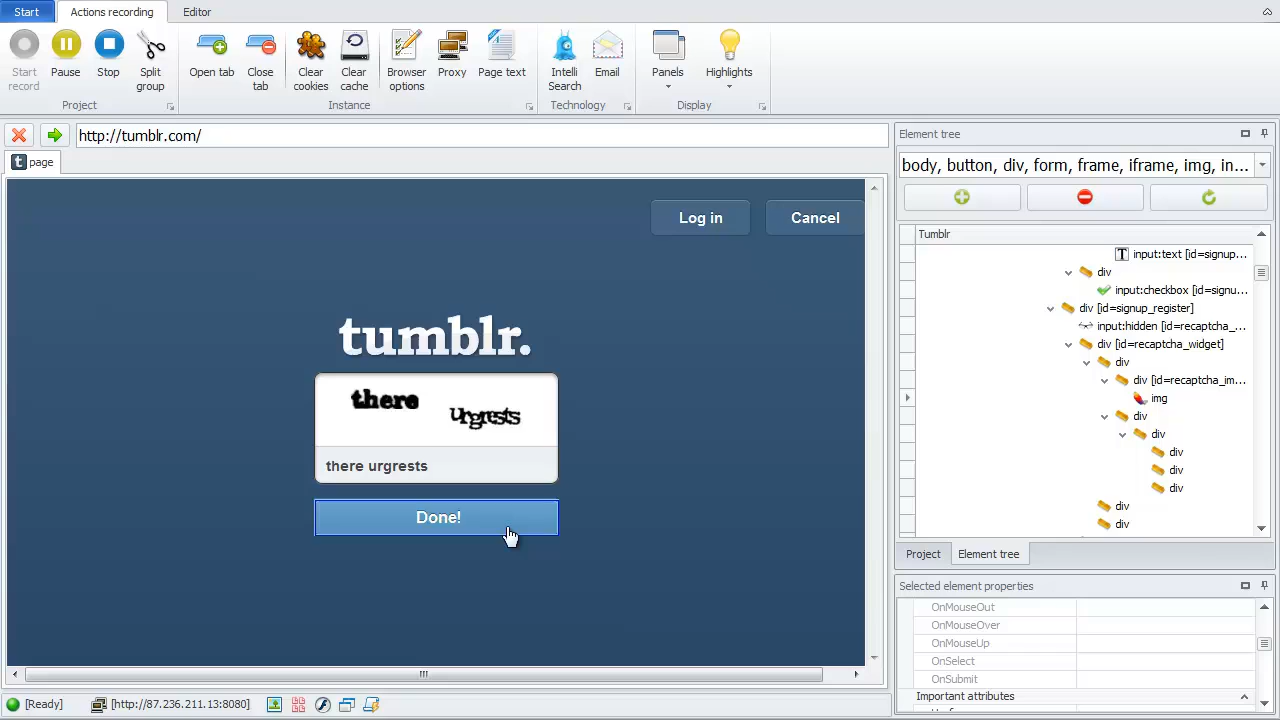 Start
Actions recording
Editor
Start record
Pause
Stop
Split group
Open tab
Close tab
Clear cookies
Clear cache
Browser options
Proxy
Page text
Intelli Search
Email
Panels
Highlights
Project
Instance
Technology
Display
http://tumblr.com/
t page
Log in
Cancel
tumblr.
there urgrests
there urgrests
Done!
Element tree
body, button, div, form, frame, iframe, img, in...
Tumblr
T input:text [id=signup...
div
input:checkbox [id=signu...
div [id=signup_register]
input:hidden [id=recaptcha_...
div [id=recaptcha_widget]
div
div [id=recaptcha_im...
img
div
div
div
div
div
div
div
Project
Element tree
Selected element properties
OnMouseOut
OnMouseOver
OnMouseUp
OnSelect
OnSubmit
Important attributes
[Ready]
[http://87.236.211.13:8080]